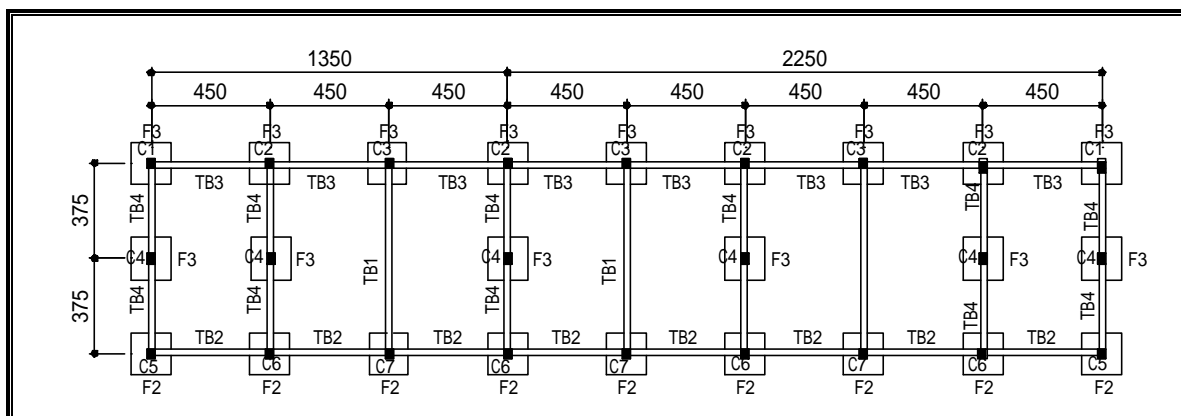 1350 2250
450 450 450 450 450 450 450 450
F3 F3 F3 F3 F3 F3 F3 F3 F3
C1 C2 C3 C2 C3 C2 C3 C2 C1
TB3 TB3 TB3 TB3 TB3 TB3 TB3 TB3
375 TB4 TB4 TB4 TB4 TB4 TB4
C4 F3 C4 F3 TB1 C4 F3 TB1 C4 F3 C4 F3 C4 F3
375 TB4 TB4 TB4 TB4 TB4
TB2 TB2 TB2 TB2 TB2 TB2 TB2 TB2
C5 C6 C7 C6 C7 C6 C7 C6 C5
F2 F2 F2 F2 F2 F2 F2 F2 F2